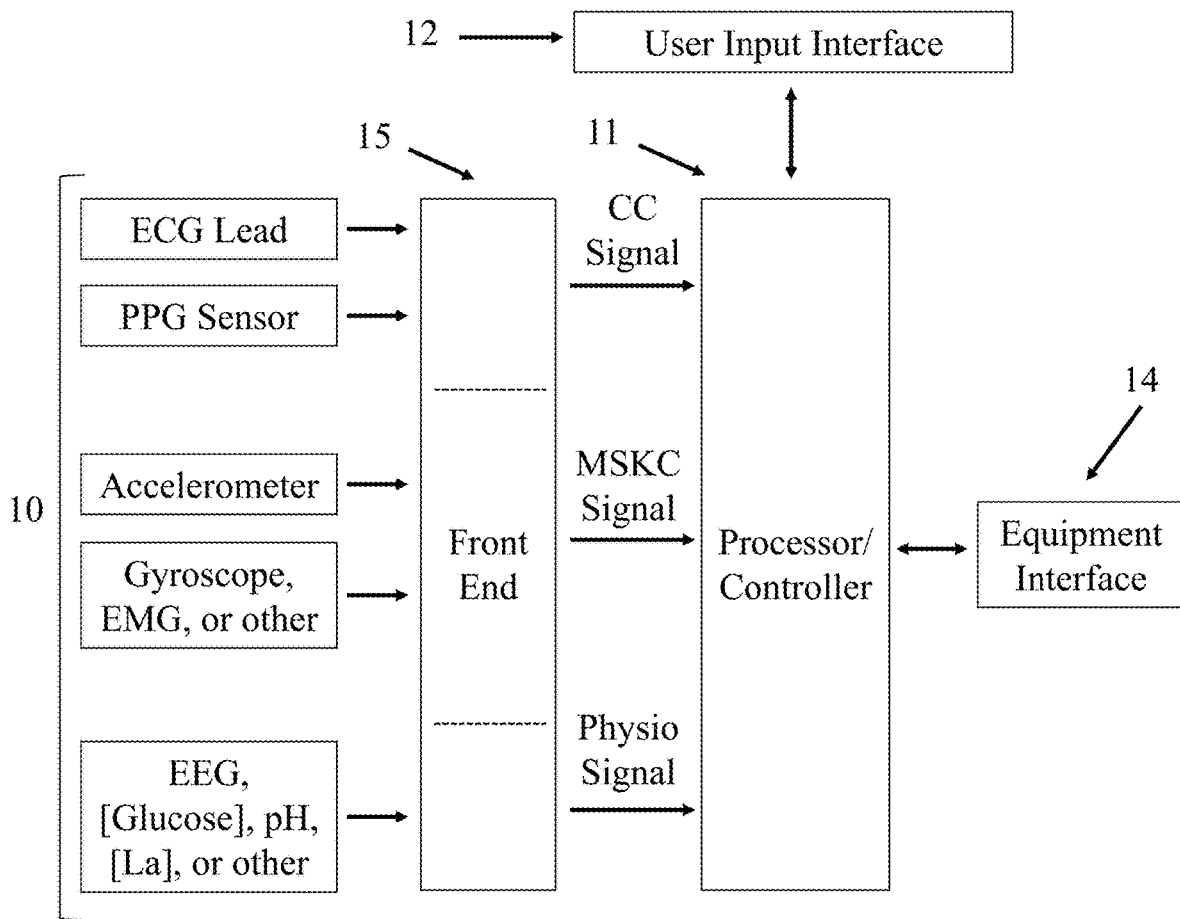 12
User Input Interface
15
11
10
ECG Lead
PPG Sensor
Accelerometer
Gyroscope,
EMG, or other
EEG,
[Glucose], pH,
[La], or other
Front
End
CC
Signal
MSKC
Signal
Physio
Signal
Processor/
Controller
14
Equipment
Interface